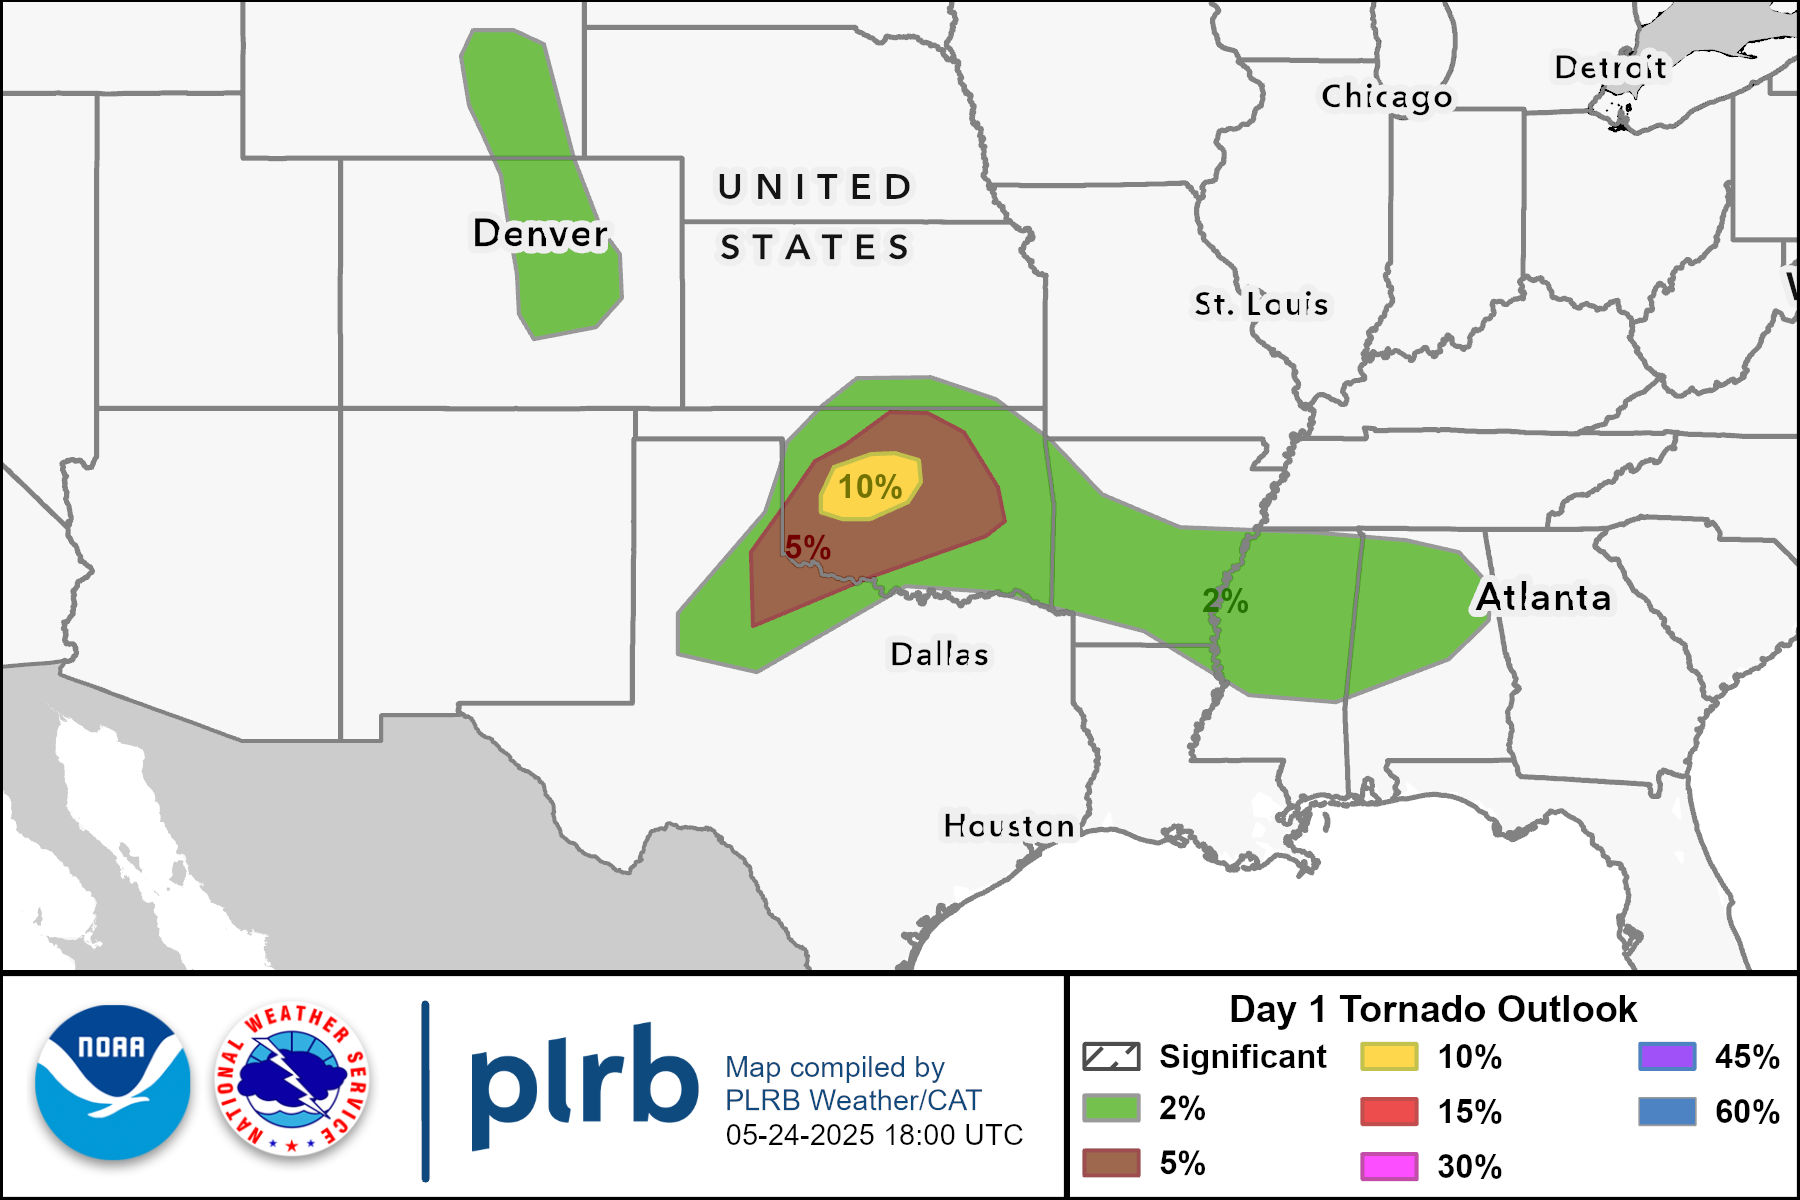 Detroit
Chicago
UNITED
Denver
STATES
St. Louis
10%
5%
2%
Atlanta
Dallas
Houston
NOAA
NATIONAL WEATHER SERVICE
plrb
Map compiled by
PLRB Weather/CAT
05-24-2025 18:00 UTC
Day 1 Tornado Outlook
Significant
2%
5%
10%
15%
30%
45%
60%